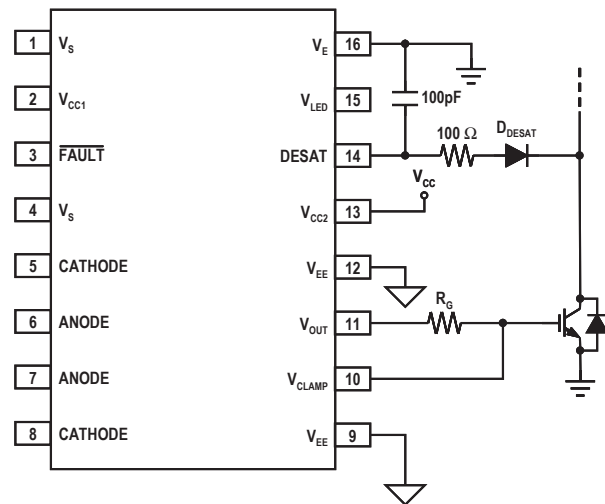 1 V_S
2 V_CC1
3 FAULT
4 V_S
5 CATHODE
6 ANODE
7 ANODE
8 CATHODE
V_E 16
V_LED 15
DESAT 14
V_CC2 13
V_EE 12
V_OUT 11
V_CLAMP 10
V_EE 9
100pF
100 Ω
D_DESAT
V_CC
R_G